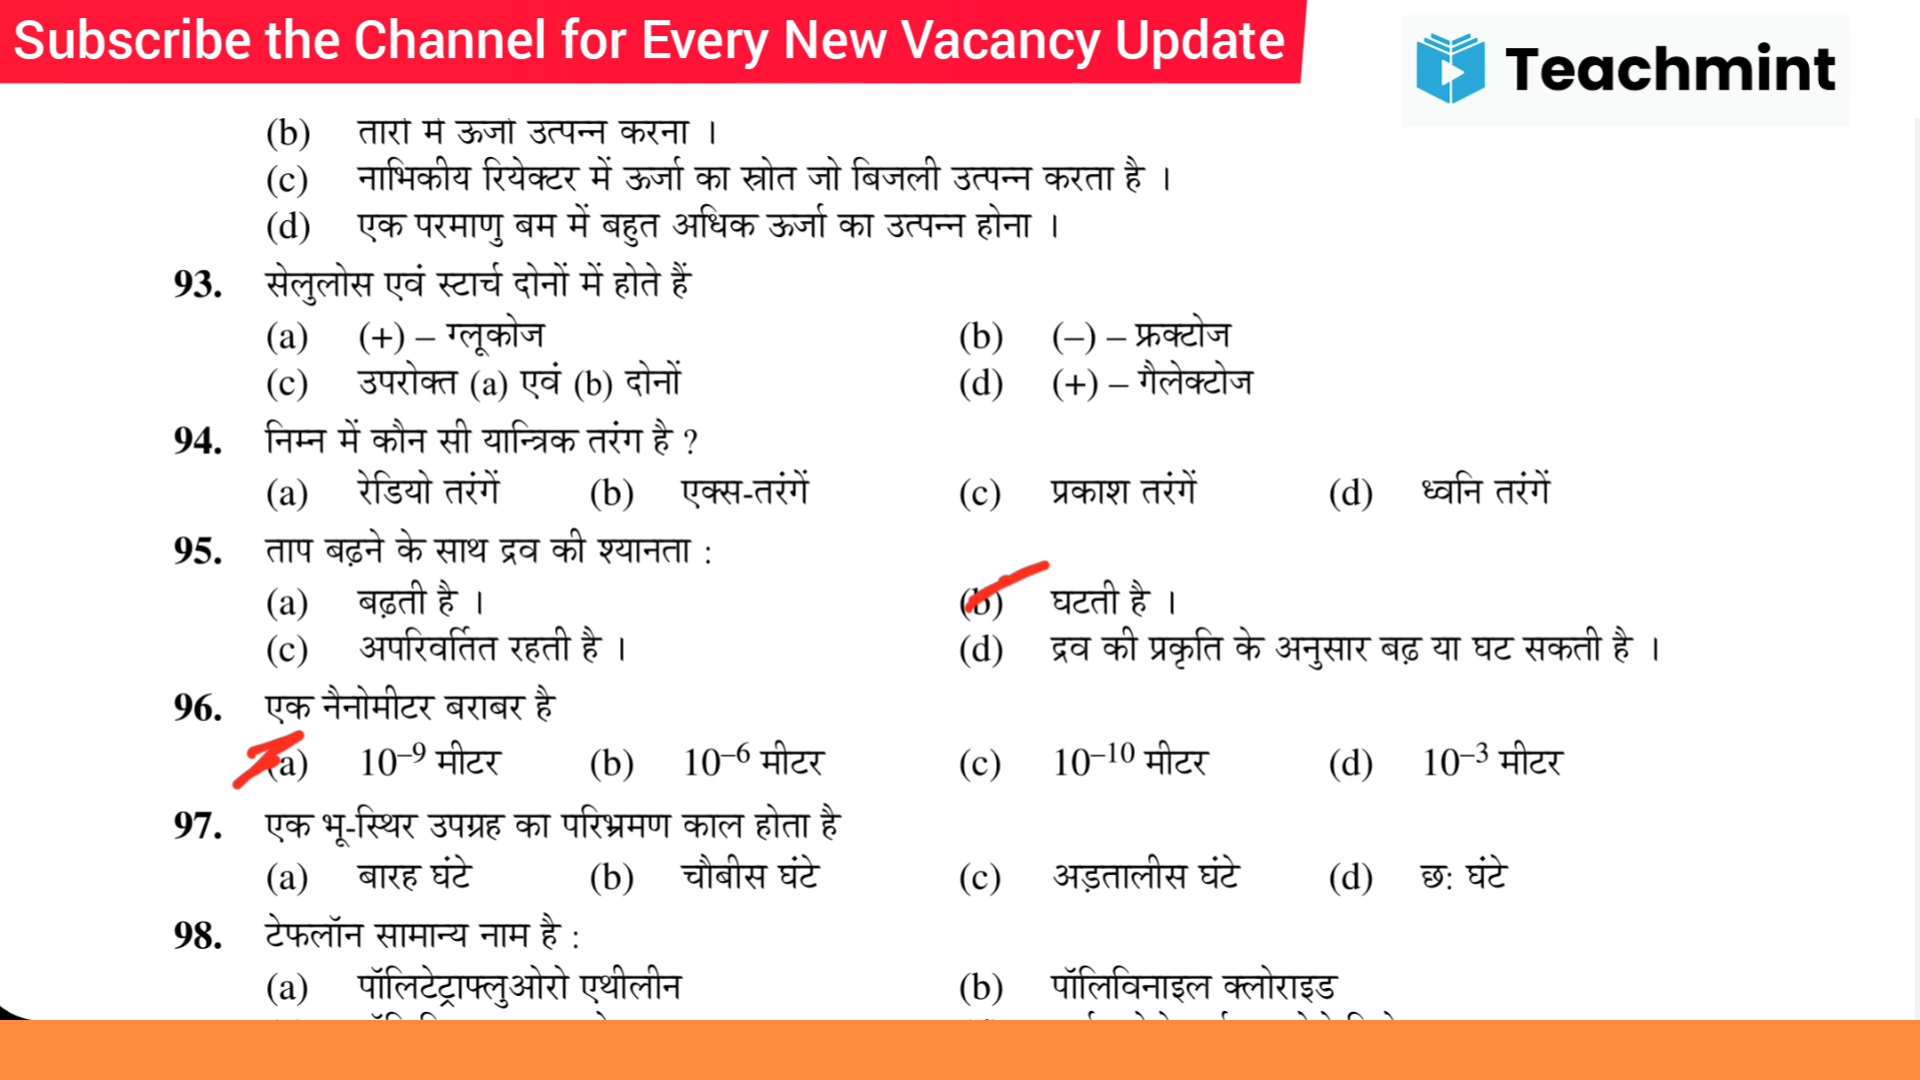 Subscribe the Channel for Every New Vacancy Update
Teachmint
(b) तारों में ऊर्जा उत्पन्न करना ।
(c) नाभिकीय रियेक्टर में ऊर्जा का स्रोत जो बिजली उत्पन्न करता है ।
(d) एक परमाणु बम में बहुत अधिक ऊर्जा का उत्पन्न होना ।
93. सेलुलोस एवं स्टार्च दोनों में होते हैं
(a) (+) – ग्लूकोज (b) (–) – फ्रक्टोज
(c) उपरोक्त (a) एवं (b) दोनों (d) (+) – गैलेक्टोज
94. निम्न में कौन सी यान्त्रिक तरंग है ?
(a) रेडियो तरंगें (b) एक्स-तरंगें (c) प्रकाश तरंगें (d) ध्वनि तरंगें
95. ताप बढ़ने के साथ द्रव की श्यानता :
(a) बढ़ती है । (b) घटती है ।
(c) अपरिवर्तित रहती है । (d) द्रव की प्रकृति के अनुसार बढ़ या घट सकती है ।
96. एक नैनोमीटर बराबर है
(a) 10⁻⁹ मीटर (b) 10⁻⁶ मीटर (c) 10⁻¹⁰ मीटर (d) 10⁻³ मीटर
97. एक भू-स्थिर उपग्रह का परिभ्रमण काल होता है
(a) बारह घंटे (b) चौबीस घंटे (c) अड़तालीस घंटे (d) छः घंटे
98. टेफलॉन सामान्य नाम है :
(a) पॉलिटेट्राफ्लुओरो एथीलीन (b) पॉलिविनाइल क्लोराइड